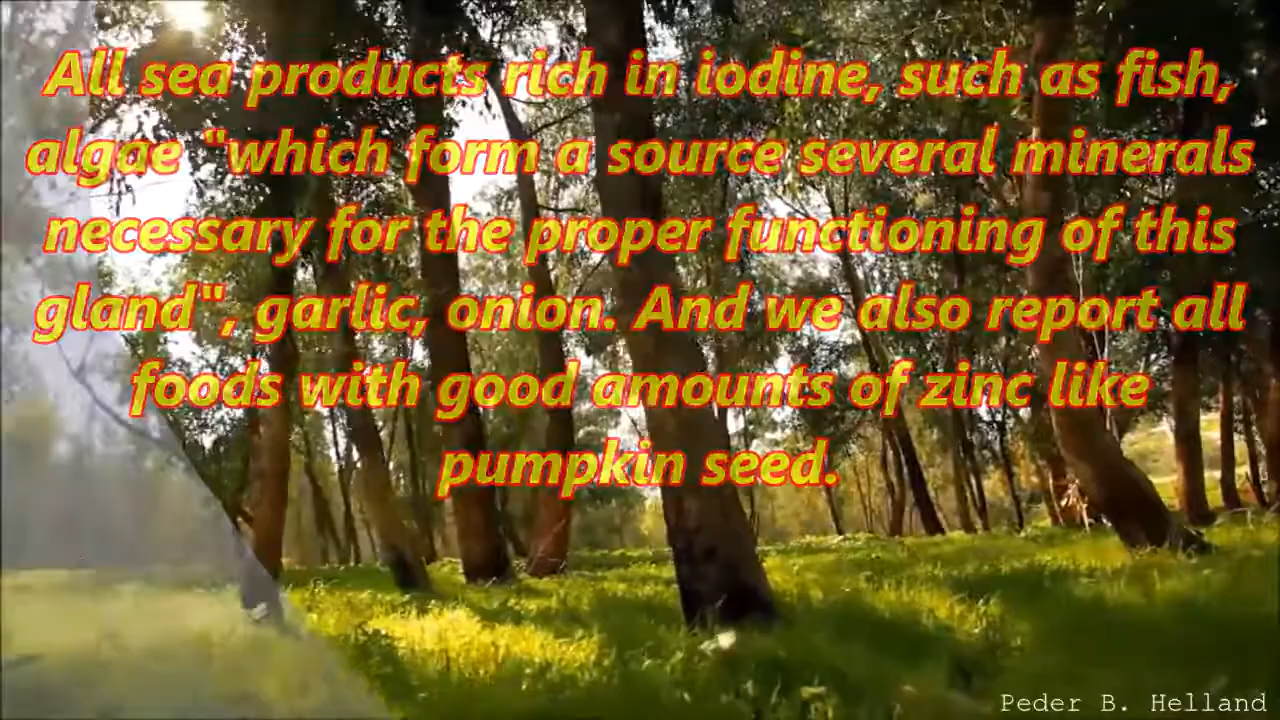 All sea products rich in iodine, such as fish,
algae "which form a source several minerals
necessary for the proper functioning of this
gland", garlic, onion. And we also report all
foods with good amounts of zinc like
pumpkin seed.
Peder B. Helland